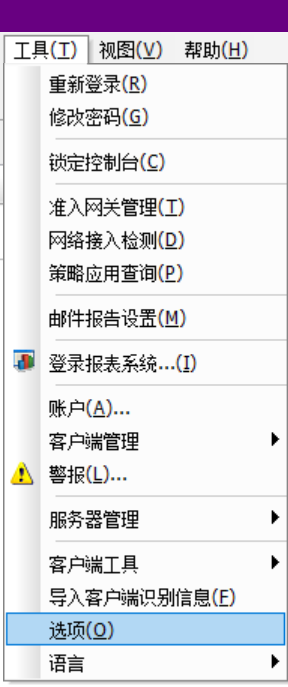 工具(T) 视图(V) 帮助(H)
重新登录(R)
修改密码(G)
锁定控制台(C)
准入网关管理(T)
网络接入检测(D)
策略应用查询(P)
邮件报告设置(M)
登录报表系统...(I)
账户(A)...
客户端管理
警报(L)...
服务器管理
客户端工具
导入客户端识别信息(F)
选项(O)
语言